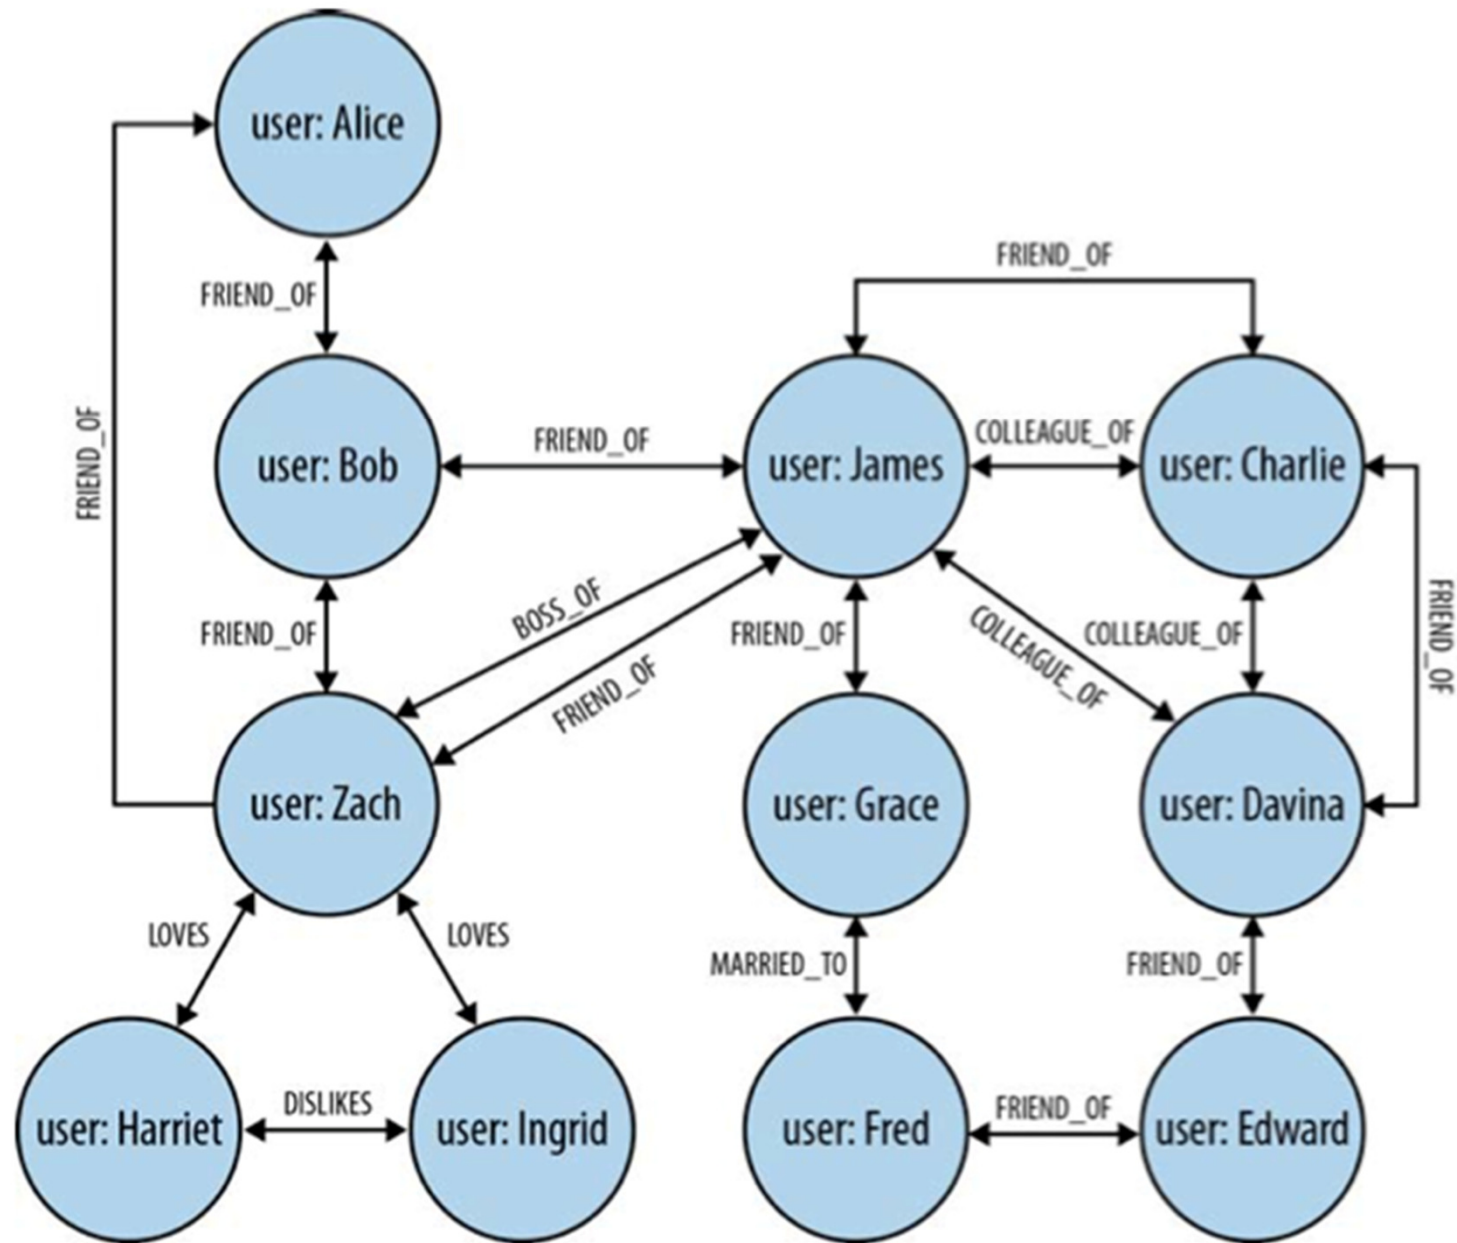 user: Alice
FRIEND_OF
FRIEND_OF
FRIEND_OF
user: Bob
FRIEND_OF
user: James
COLLEAGUE_OF
user: Charlie
FRIEND_OF
FRIEND_OF
BOSS_OF
FRIEND_OF
FRIEND_OF
COLLEAGUE_OF
COLLEAGUE_OF
FRIEND_OF
user: Zach
user: Grace
user: Davina
LOVES
LOVES
MARRIED_TO
FRIEND_OF
user: Harriet
DISLIKES
user: Ingrid
user: Fred
FRIEND_OF
user: Edward